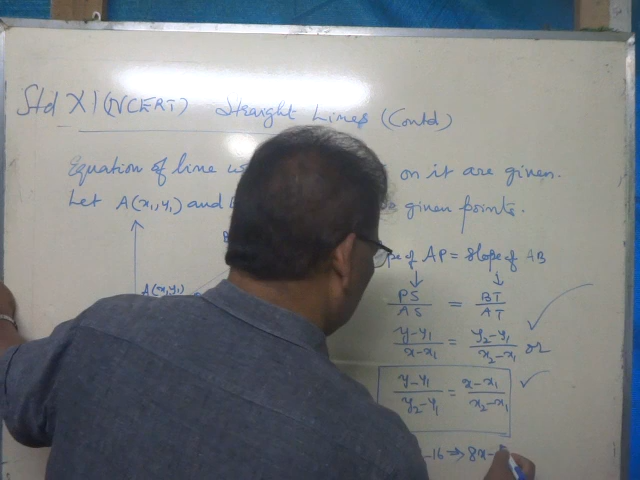 Std XI (NCERT) Straight Lines (Contd)
Equation of line on it are given.
Let A(x₁,y₁) and given points.
A(x₁,y₁)
of AP = Slope of AB
↓ ↓
PS/AS = BT/AT
y-y₁/x-x₁ = y₂-y₁/x₂-x₁ or
y-y₁/y₂-y₁ = x-x₁/x₂-x₁
-16 ⇒ 8x-